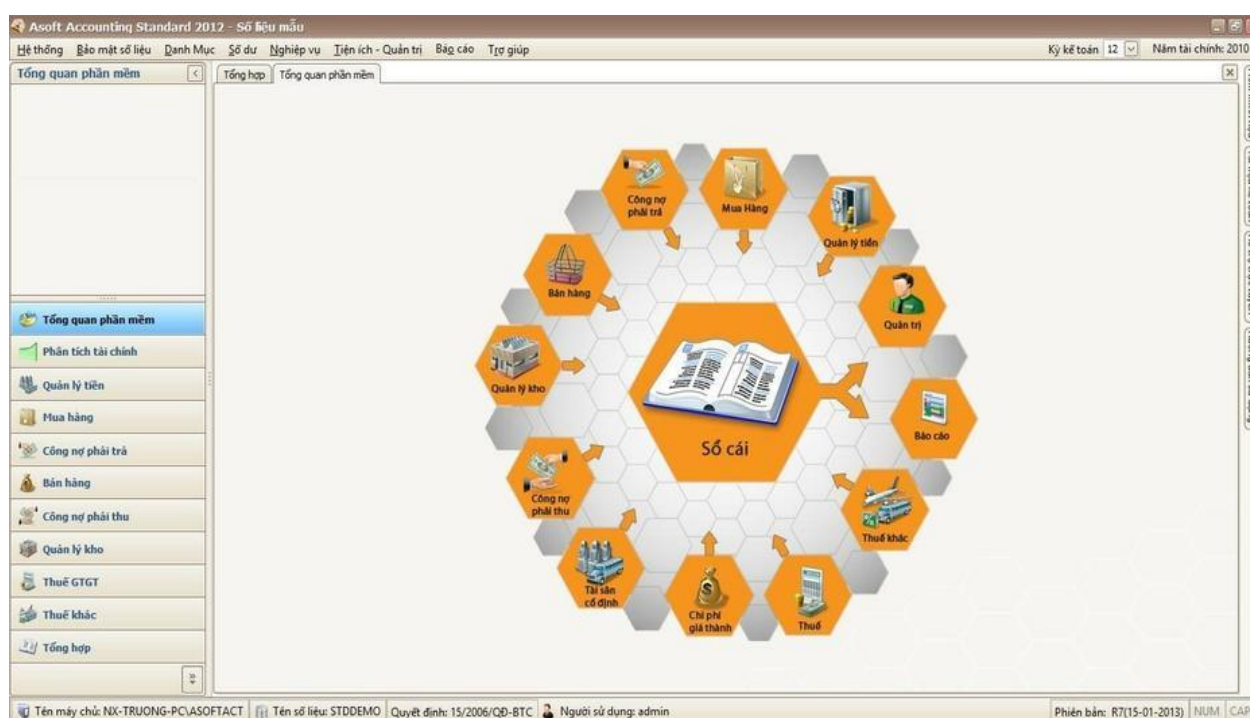 Asoft Accounting Standard 2012 - Số liệu mẫu
Hệ thống Bảo mật số liệu Danh Mục Số dư Nghiệp vụ Tiện ích - Quản trị Báo cáo Trợ giúp Kỳ kế toán 12 Năm tài chính: 2010
Tổng quan phần mềm Tổng hợp Tổng quan phần mềm
Công nợ
phải trả
Mua Hàng
Quản lý tiền
Bán hàng
Quản trị
Quản lý kho
Báo cáo
Sổ cái
Công nợ
phải thu
Thuế khác
Tài sản
cố định
Chi phí
giá thành
Thuế
Tổng quan phần mềm
Phân tích tài chính
Quản lý tiền
Mua hàng
Công nợ phải trả
Bán hàng
Công nợ phải thu
Quản lý kho
Thuế GTGT
Thuế khác
Tổng hợp
Tên máy chủ: NX-TRUONG-PC\ASOFTACT Tên số liệu: STDDEMO Quyết định: 15/2006/QĐ-BTC Người sử dụng: admin Phiên bản: R7(15-01-2013) NUM CAP